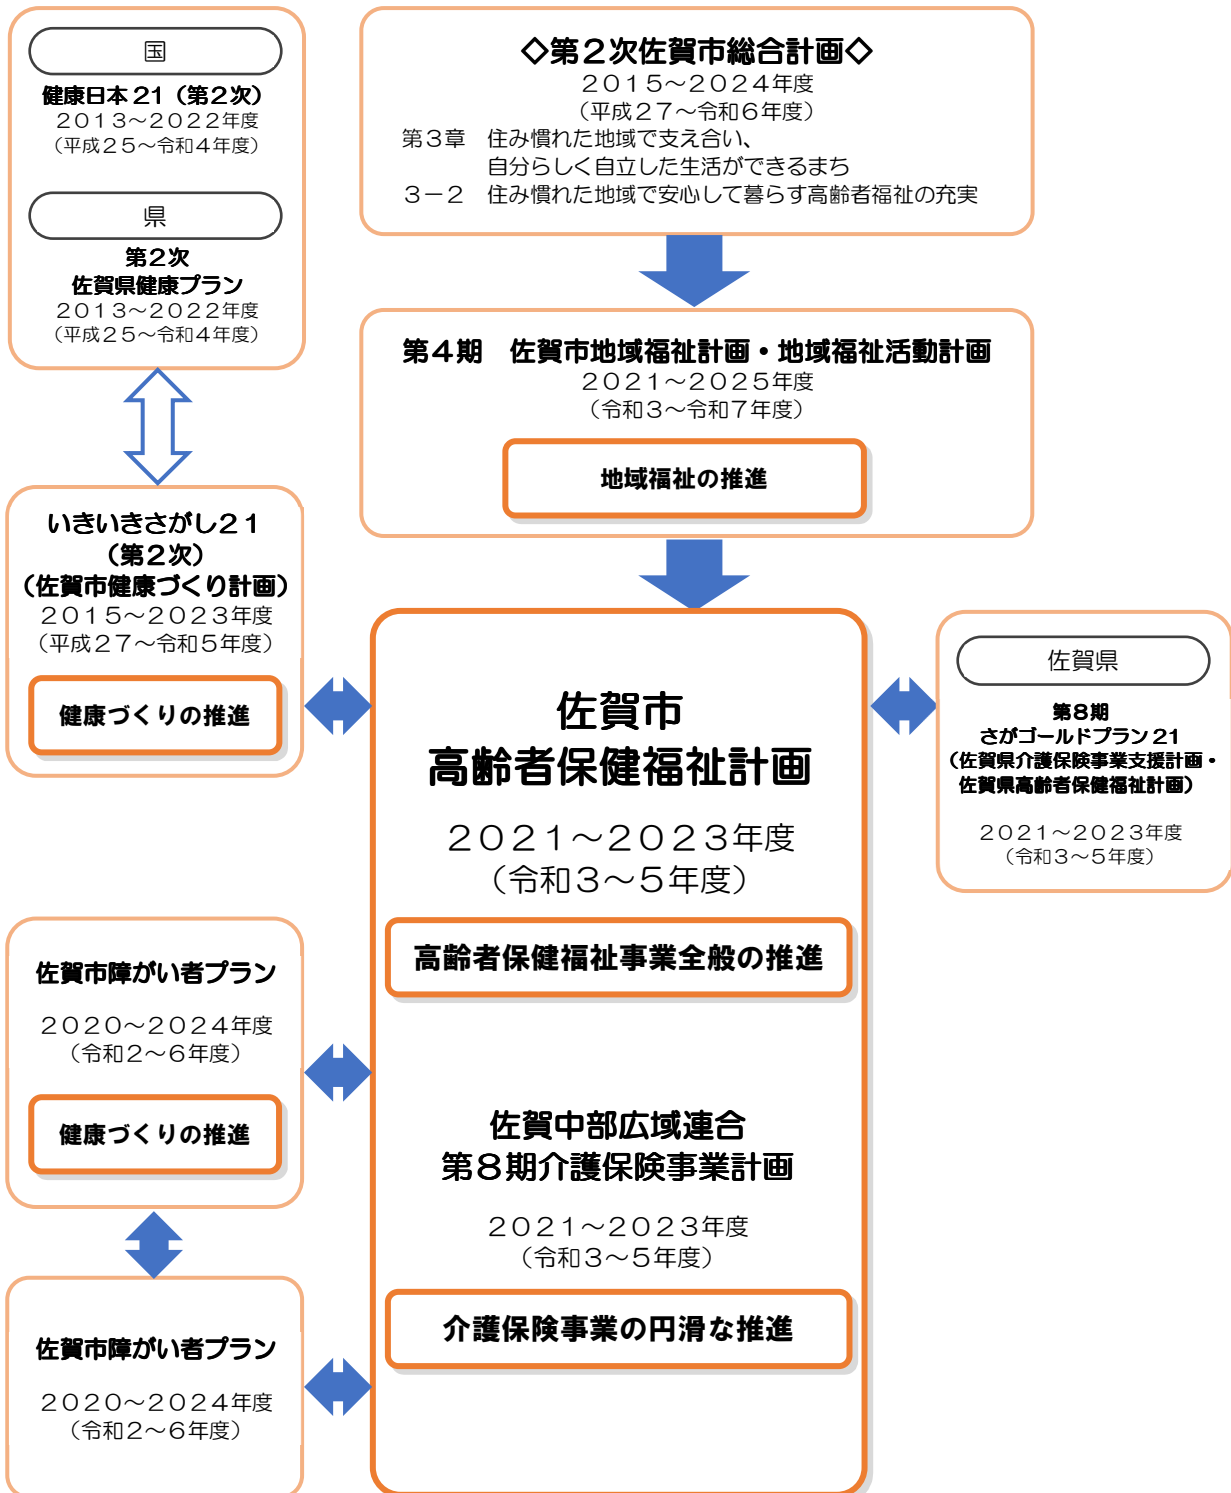 国
健康日本 21（第２次）
２０１３～２０２２年度
（平成２５～令和４年度）
県
第２次
佐賀県健康プラン
２０１３～２０２２年度
（平成２５～令和４年度）
◇第２次佐賀市総合計画◇
２０１５～２０２４年度
（平成２７～令和６年度）
第３章　住み慣れた地域で支え合い、
自分らしく自立した生活ができるまち
３－２　住み慣れた地域で安心して暮らす高齢者福祉の充実
第４期　佐賀市地域福祉計画・地域福祉活動計画
２０２１～２０２５年度
（令和３～令和７年度）
地域福祉の推進
いきいきさがし２１
（第２次）
（佐賀市健康づくり計画）
２０１５～２０２３年度
（平成２７～令和５年度）
健康づくりの推進
佐賀市
高齢者保健福祉計画
２０２１～２０２３年度
（令和３～５年度）
高齢者保健福祉事業全般の推進
佐賀中部広域連合
第８期介護保険事業計画
２０２１～２０２３年度
（令和３～５年度）
介護保険事業の円滑な推進
佐賀県
第８期
さがゴールドプラン 21
（佐賀県介護保険事業支援計画・
佐賀県高齢者保健福祉計画）
２０２１～２０２３年度
（令和３～５年度）
佐賀市障がい者プラン
２０２０～２０２４年度
（令和２～６年度）
健康づくりの推進
佐賀市障がい者プラン
２０２０～２０２４年度
（令和２～６年度）